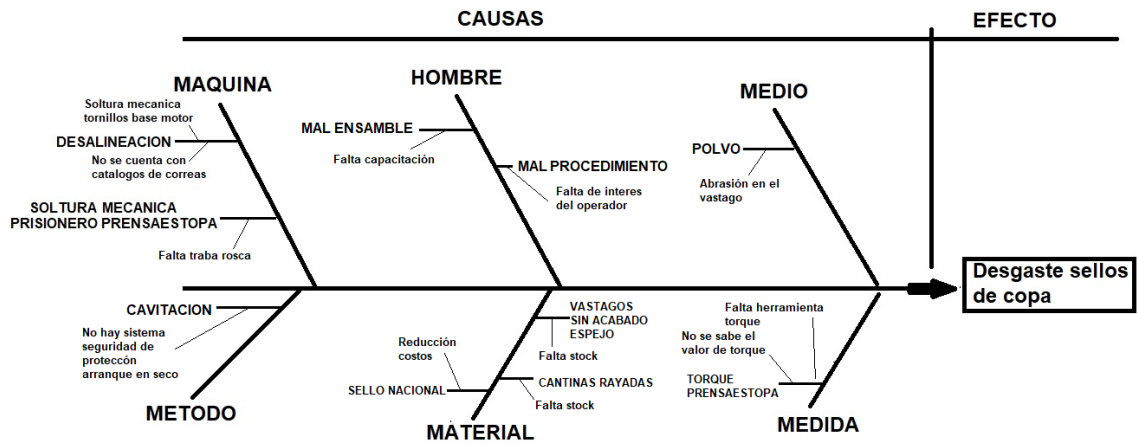 CAUSAS
EFECTO
MAQUINA
Soltura mecanica
tornillos base motor
DESALINEACION
No se cuenta con
catalogos de correas
SOLTURA MECANICA
PRISIONERO PRENSAESTOPA
Falta traba rosca
HOMBRE
MAL ENSAMBLE
Falta capacitación
MAL PROCEDIMIENTO
Falta de interes
del operador
MEDIO
POLVO
Abrasión en el
vastago
Desgaste sellos
de copa
CAVITACION
No hay sistema
seguridad de
proteccón
arranque en seco
METODO
VASTAGOS
SIN ACABADO
ESPEJO
Falta stock
Reducción
costos
SELLO NACIONAL
CANTINAS RAYADAS
Falta stock
MATERIAL
Falta herramienta
torque
No se sabe el
valor de torque
TORQUE
PRENSAESTOPA
MEDIDA